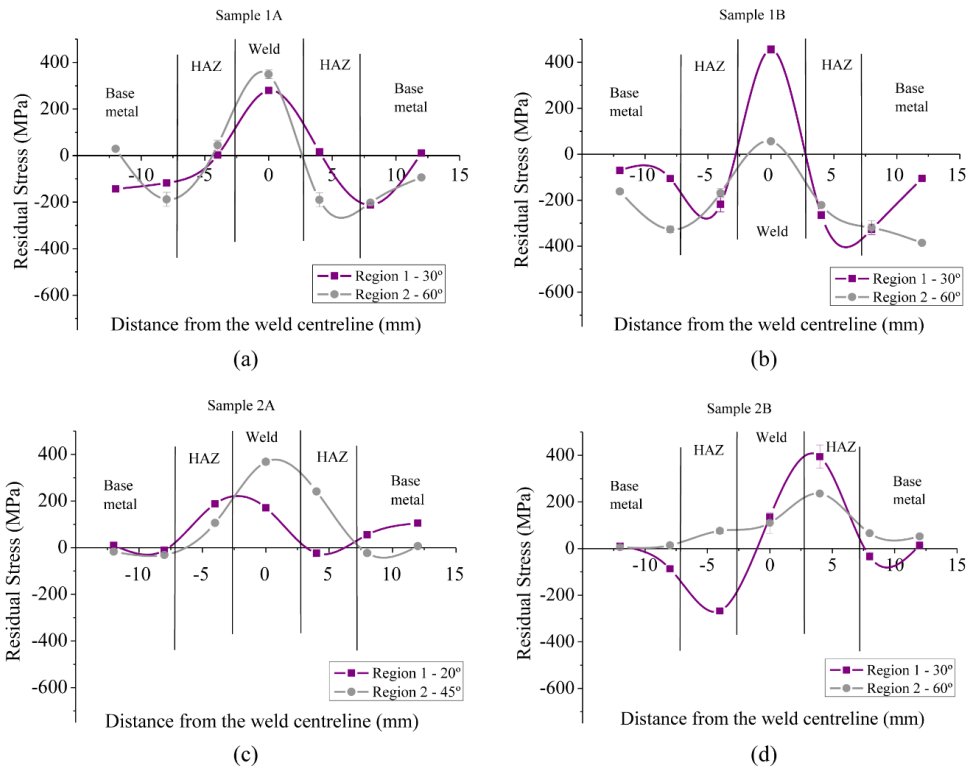 Sample 1A
Weld
HAZ
HAZ
Base
metal
Base
metal
400
200
0
-200
-400
-600
-10
-5
0
5
10
15
Residual Stress (MPa)
Region 1 - 30º
Region 2 - 60º
Distance from the weld centreline (mm)
(a)
Sample 1B
HAZ
HAZ
Base
metal
Base
metal
400
200
0
-200
-400
-600
-10
-5
0
5
10
15
Weld
Residual Stress (MPa)
Region 1 - 30º
Region 2 - 60º
Distance from the weld centreline (mm)
(b)
Sample 2A
Weld
HAZ
HAZ
Base
metal
Base
metal
400
200
0
-200
-400
-600
-10
-5
0
5
10
15
Residual Stress (MPa)
Region 1 - 20º
Region 2 - 45º
Distance from the weld centreline (mm)
(c)
Sample 2B
Weld
HAZ
HAZ
Base
metal
Base
metal
400
200
0
-200
-400
-600
-10
-5
0
5
10
15
Residual Stress (MPa)
Region 1 - 30º
Region 2 - 60º
Distance from the weld centreline (mm)
(d)